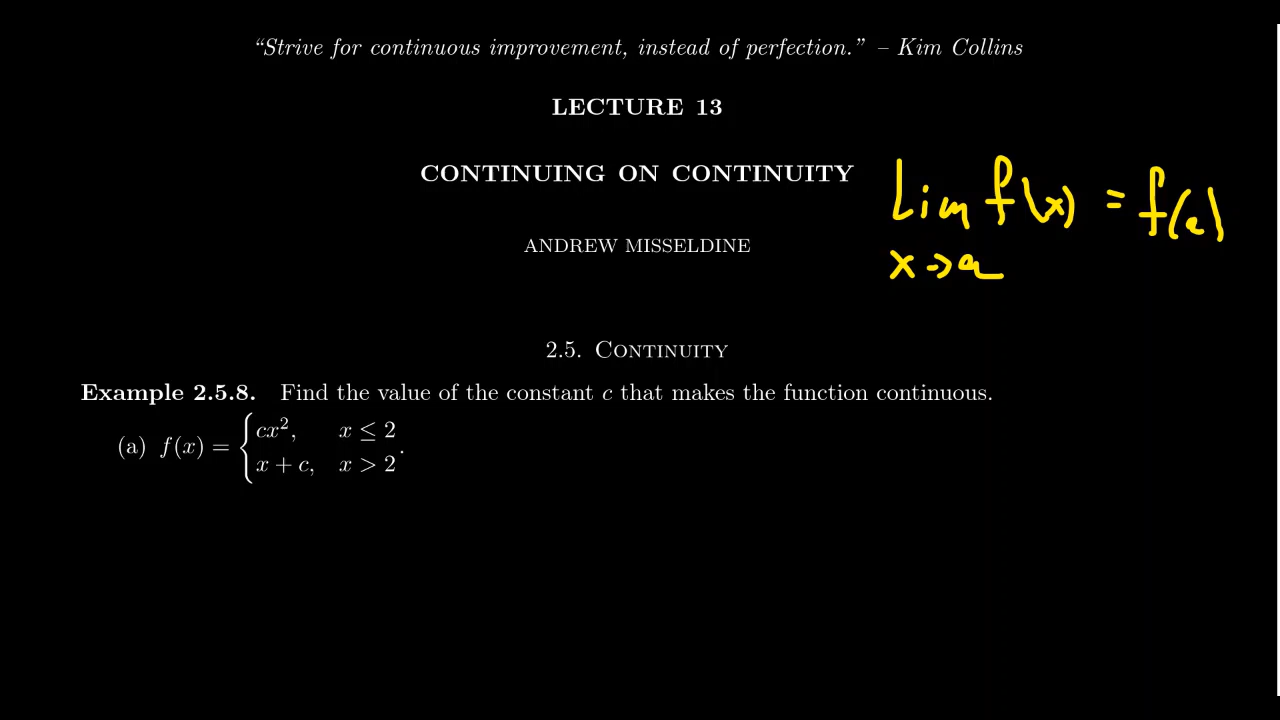 “Strive for continuous improvement, instead of perfection.” – Kim Collins
LECTURE 13
CONTINUING ON CONTINUITY
lim f(x) = f(a)
x→a
ANDREW MISSELDINE
2.5. Continuity
Example 2.5.8. Find the value of the constant c that makes the function continuous.
(a) f(x) = { cx², x ≤ 2
x + c, x > 2 .